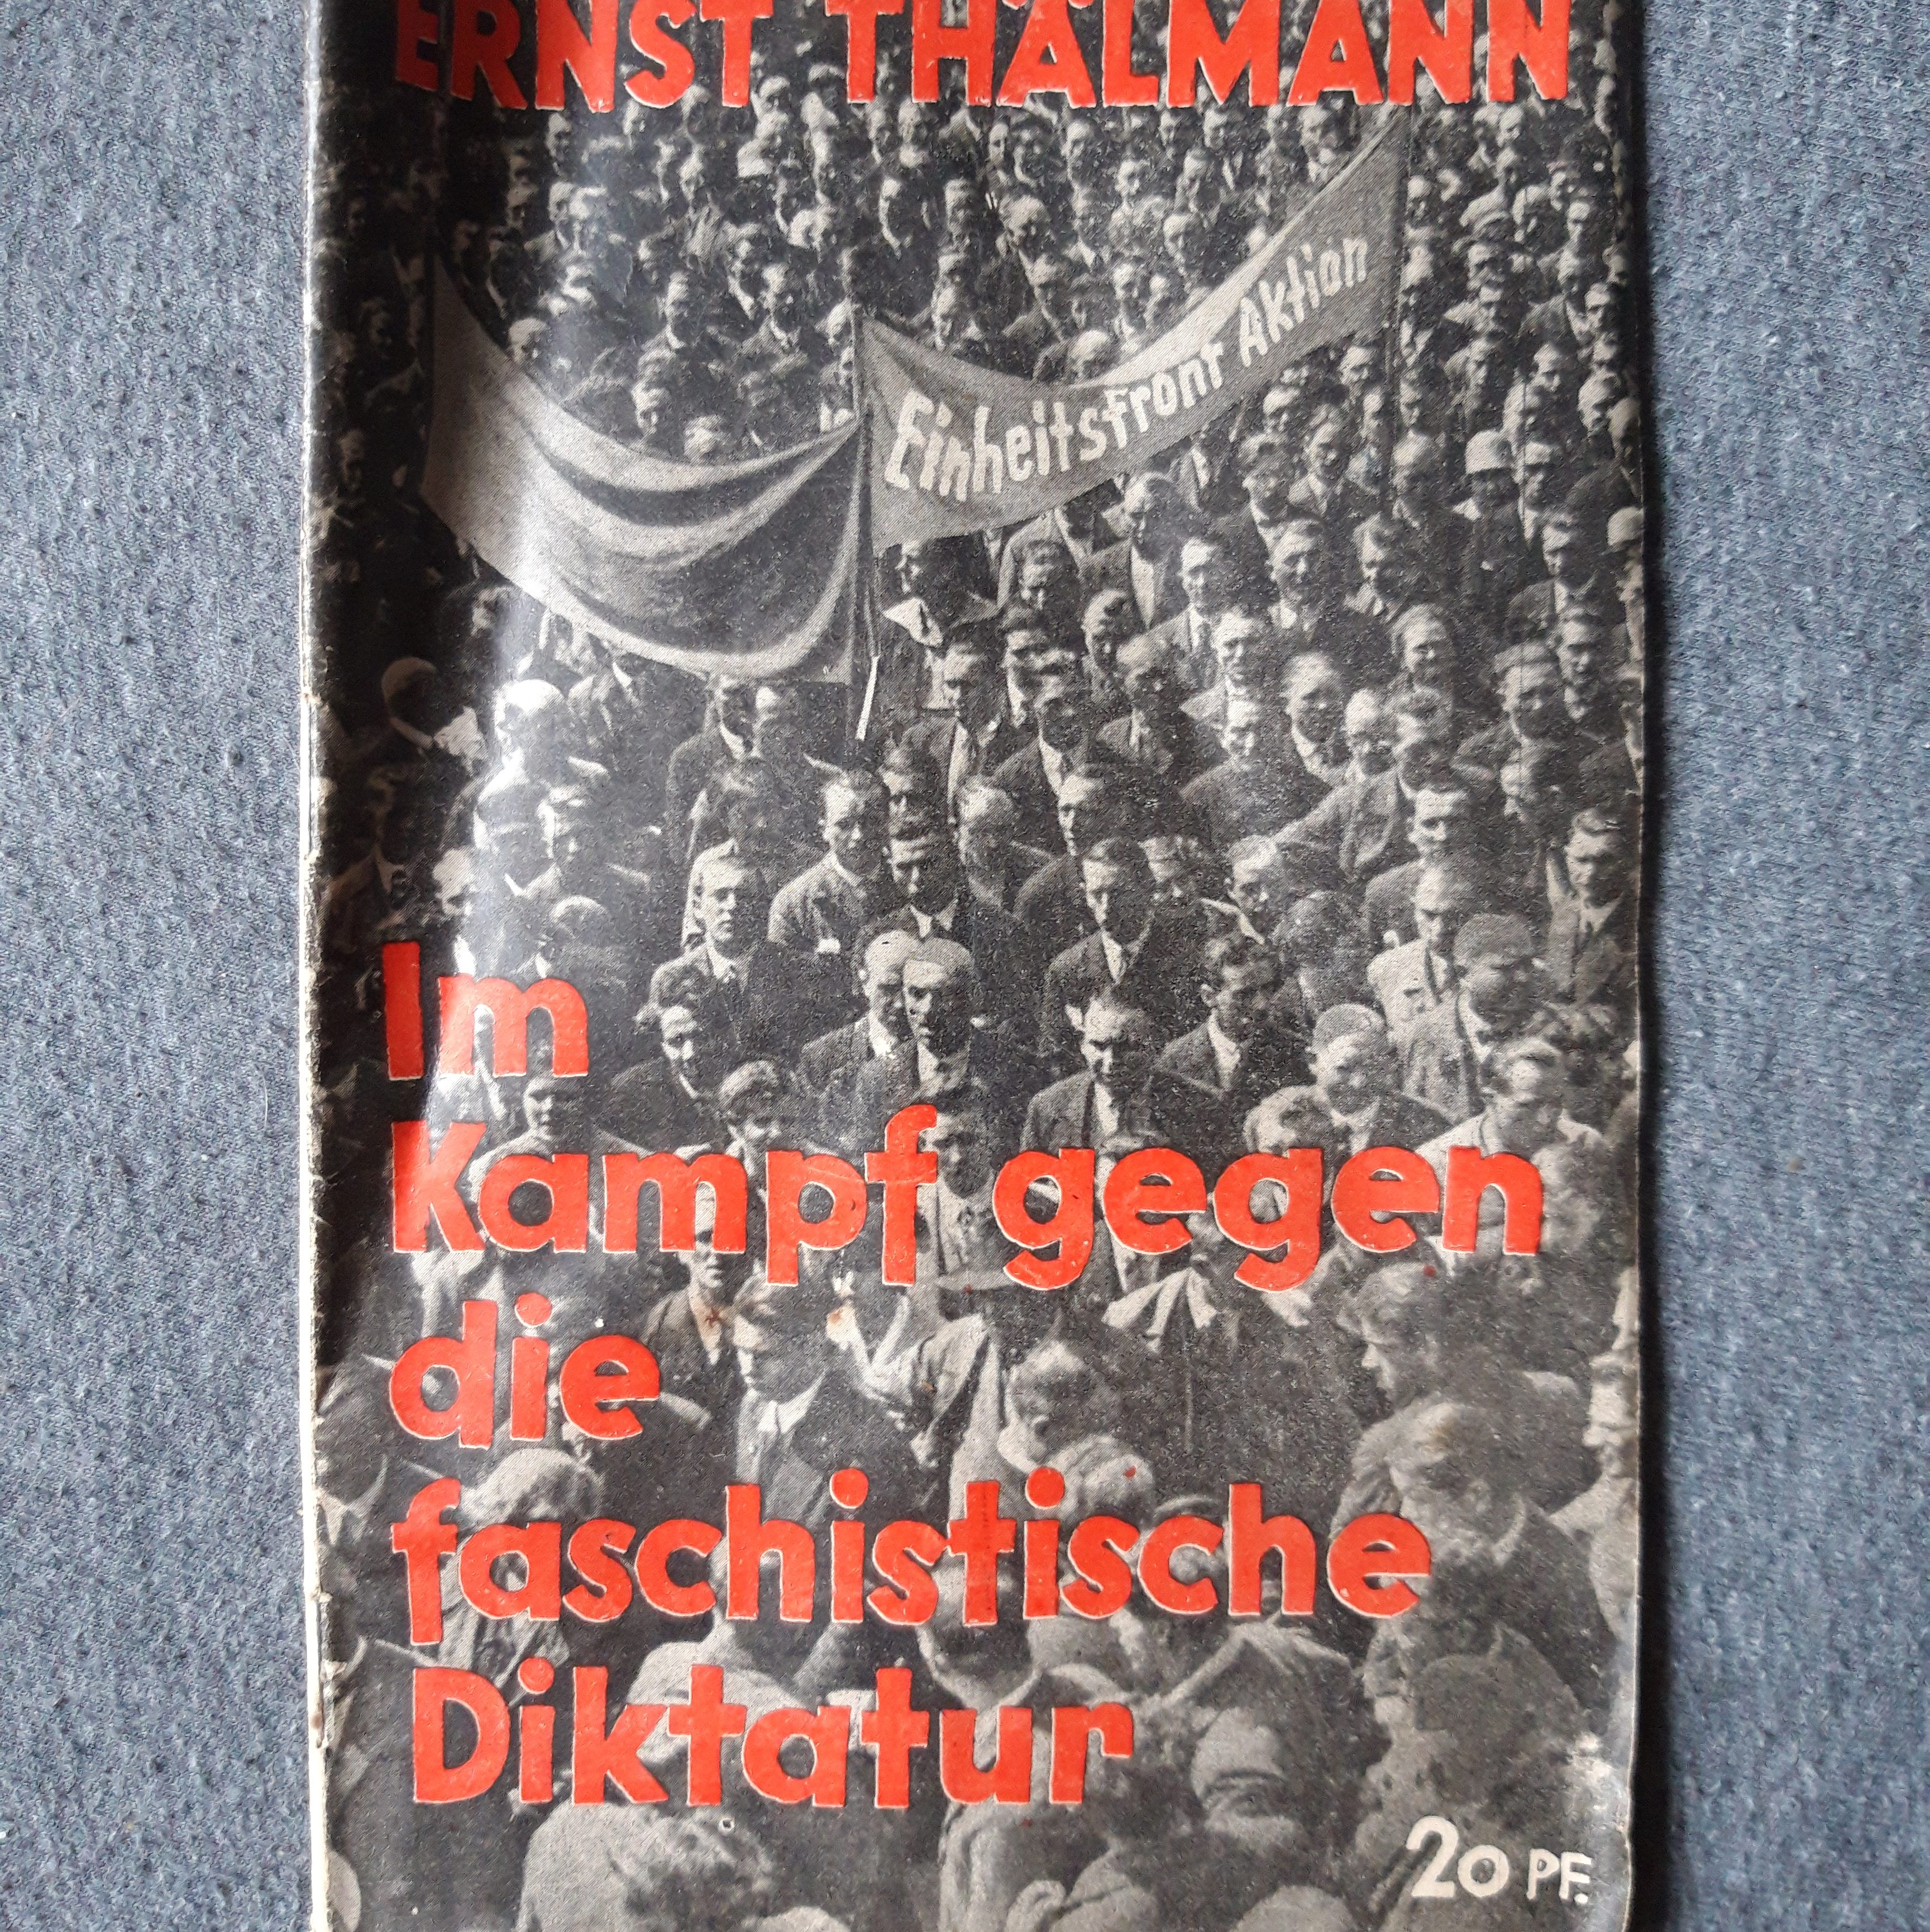 ERNST THÄLMANN
Einheitsfront Aktion
Im
Kampf gegen
die
faschistische
Diktatur
20 PF.